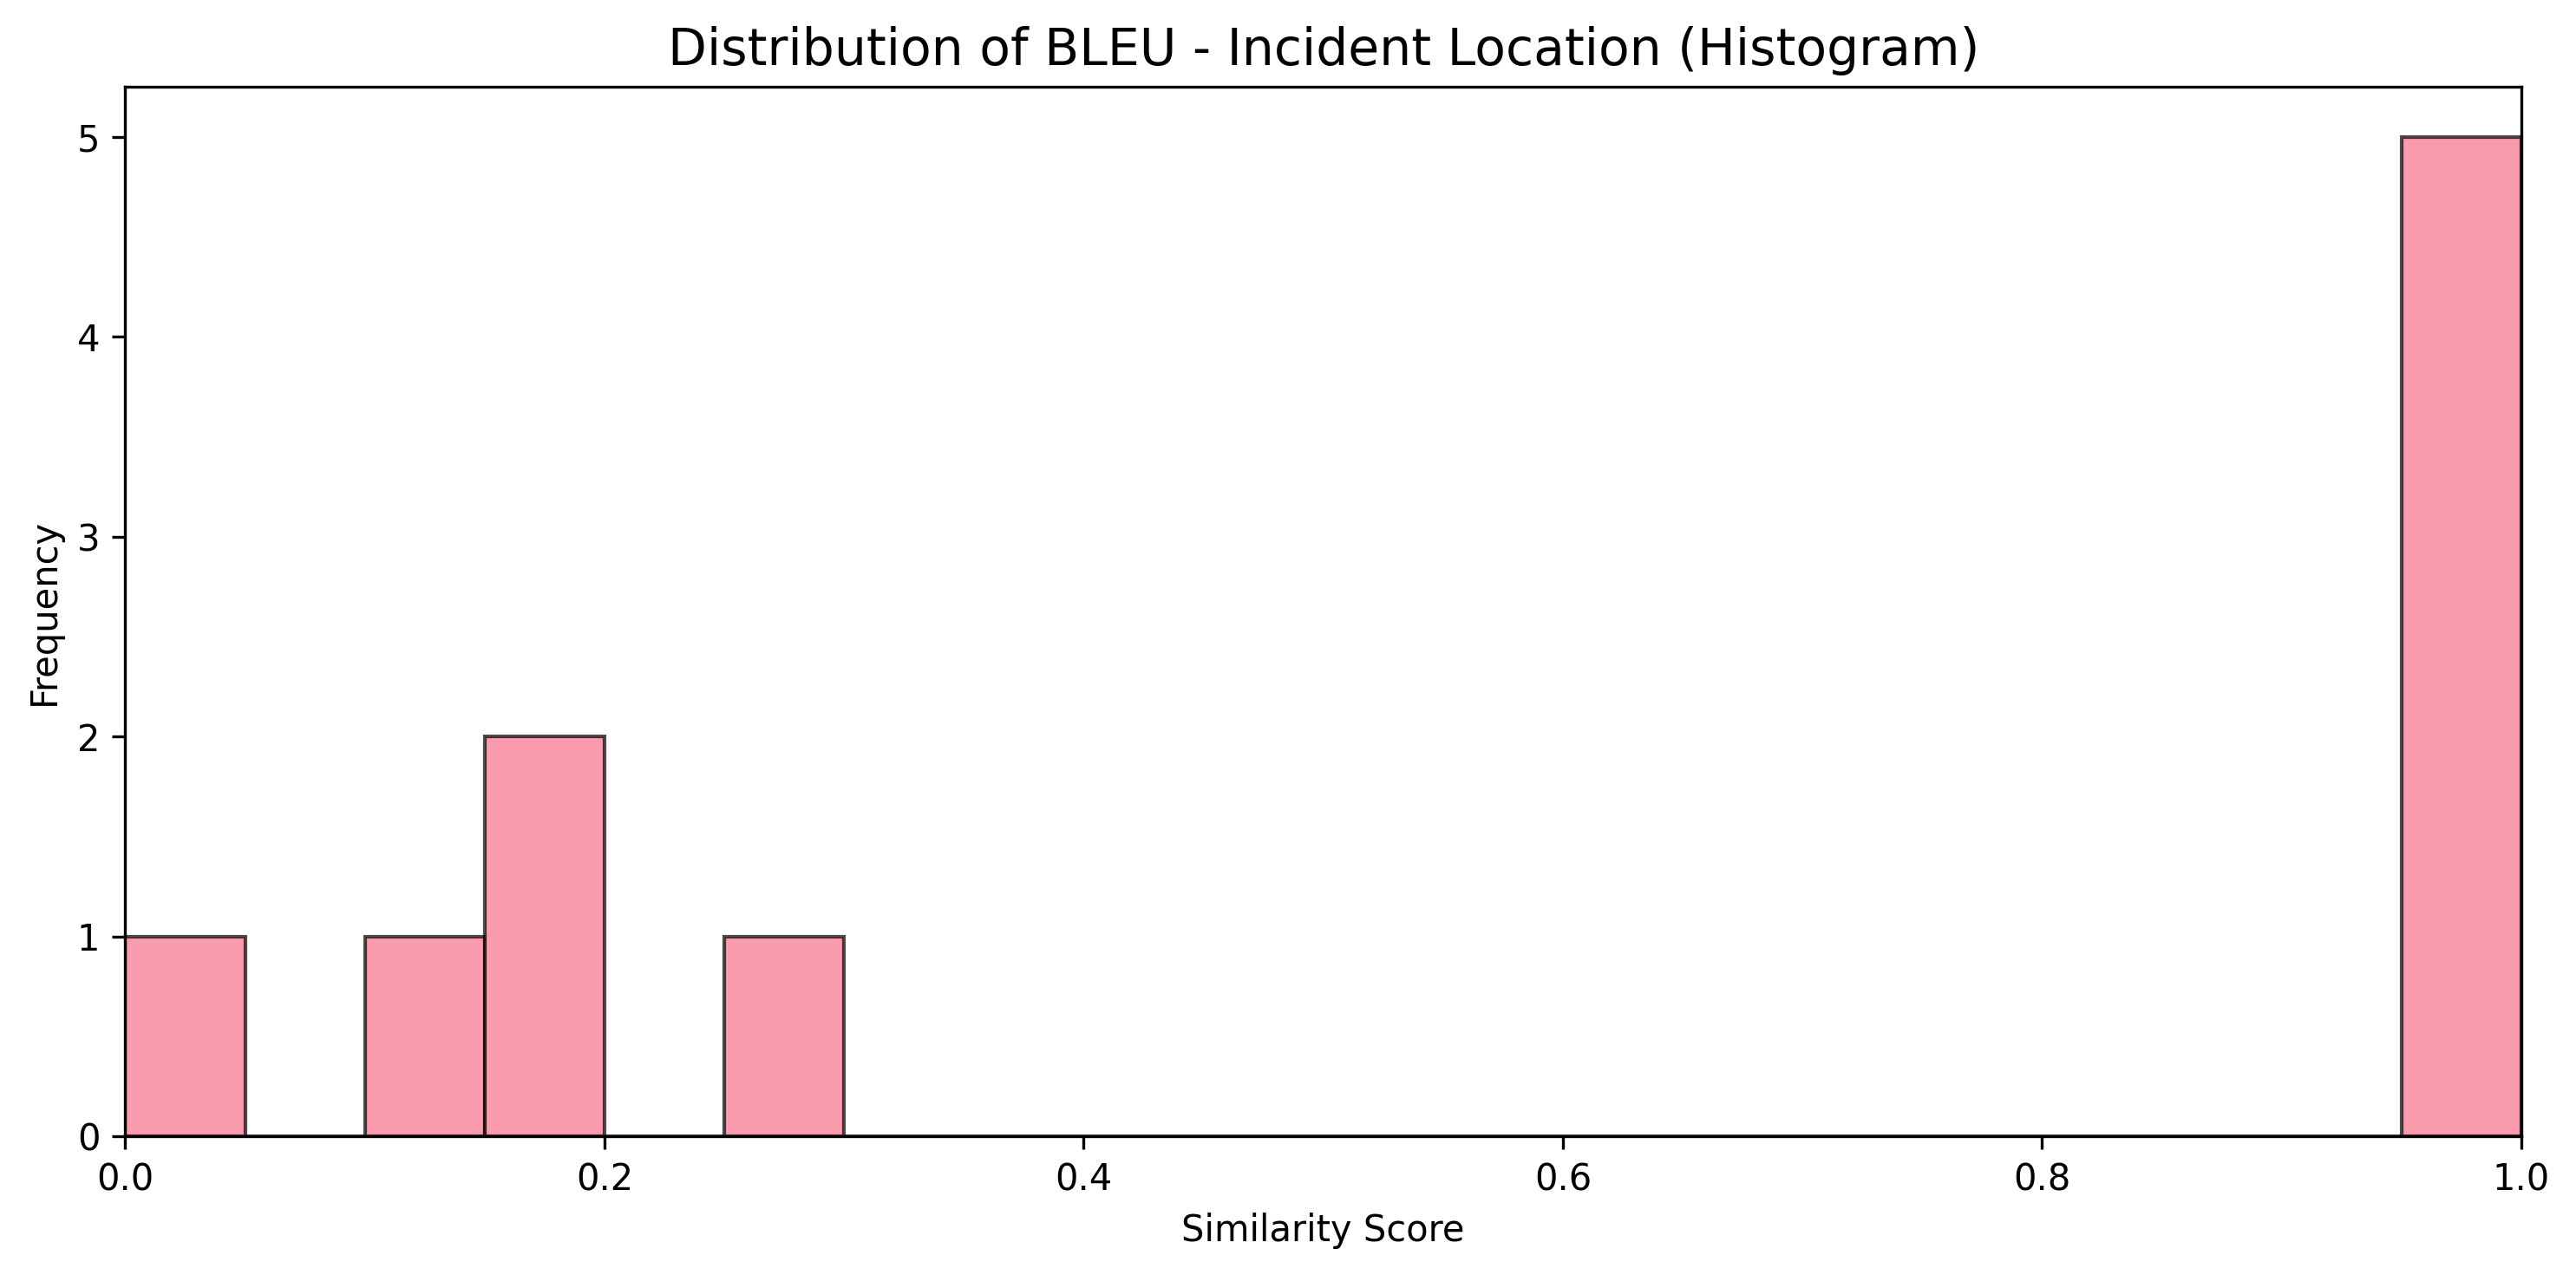 Distribution of BLEU - Incident Location (Histogram)
5
4
3
2
1
0
Frequency
0.0 0.2 0.4 0.6 0.8 1.0
Similarity Score